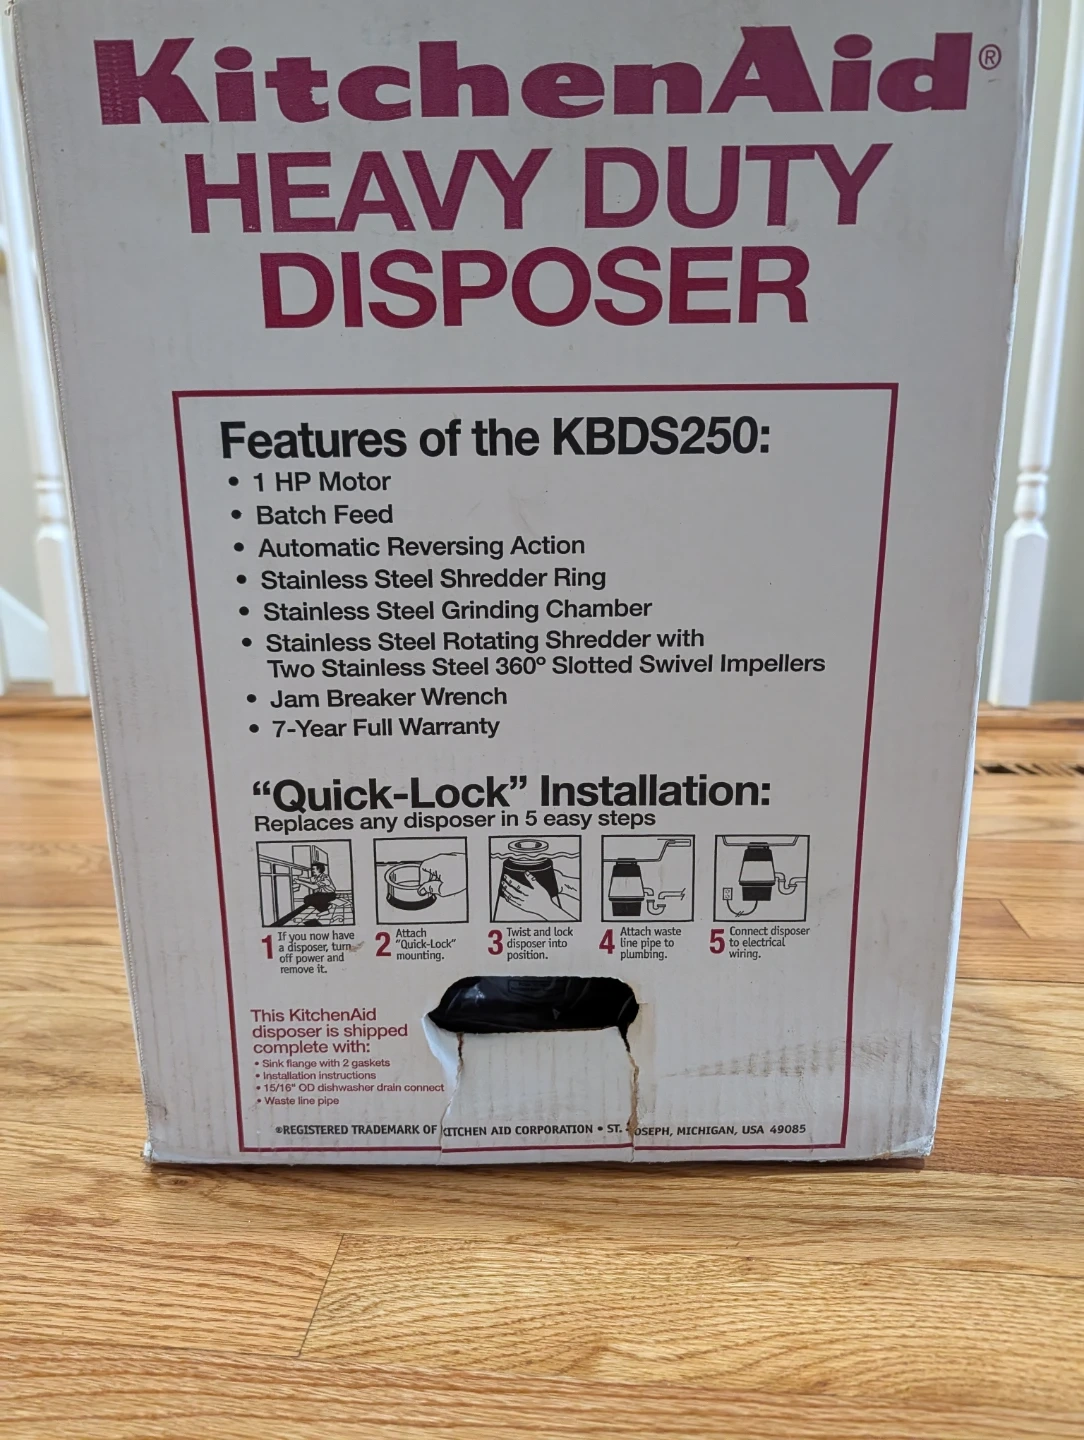 KitchenAid®
HEAVY DUTY
DISPOSER
Features of the KBDS250:
• 1 HP Motor
• Batch Feed
• Automatic Reversing Action
• Stainless Steel Shredder Ring
• Stainless Steel Grinding Chamber
• Stainless Steel Rotating Shredder with
Two Stainless Steel 360º Slotted Swivel Impellers
• Jam Breaker Wrench
• 7-Year Full Warranty
“Quick-Lock” Installation:
Replaces any disposer in 5 easy steps
1 If you now have
a disposer, turn
off power and
remove it.
2 Attach
“Quick-Lock”
mounting.
3 Twist and lock
disposer into
position.
4 Attach waste
line pipe to
plumbing.
5 Connect disposer
to electrical
wiring.
This KitchenAid
disposer is shipped
complete with:
• Sink flange with 2 gaskets
• Installation instructions
• 15/16" OD dishwasher drain connect
• Waste line pipe
®REGISTERED TRADEMARK OF KITCHEN AID CORPORATION • ST. JOSEPH, MICHIGAN, USA 49085